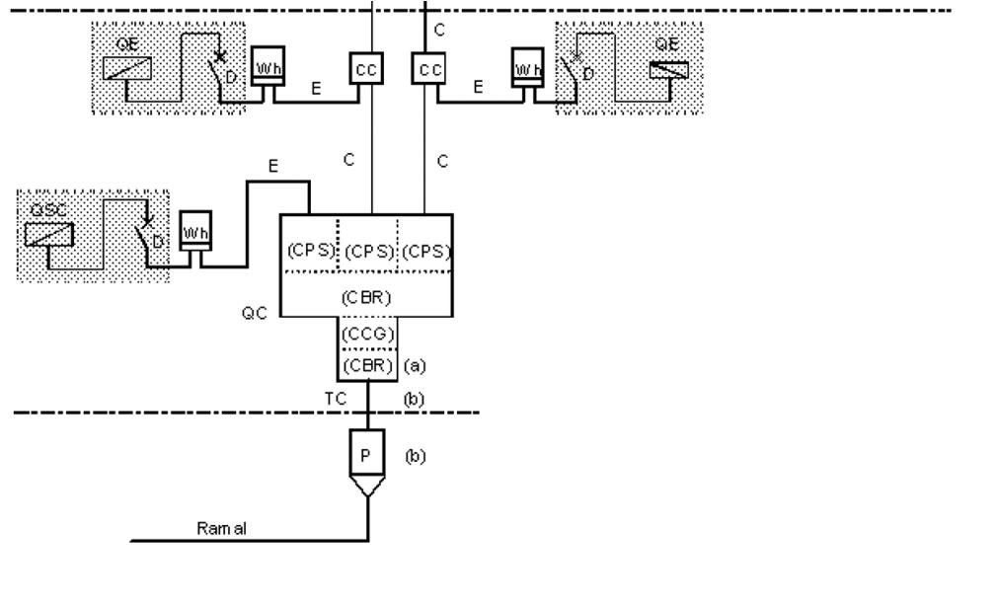 C
QE
D
Wh
E
CC
CC
E
Wh
D
QE
E
C
C
QSC
D
Wh
(CPS)
(CPS)
(CPS)
(CBR)
QC
(CCG)
(CBR) (a)
TC (b)
P (b)
Ramal